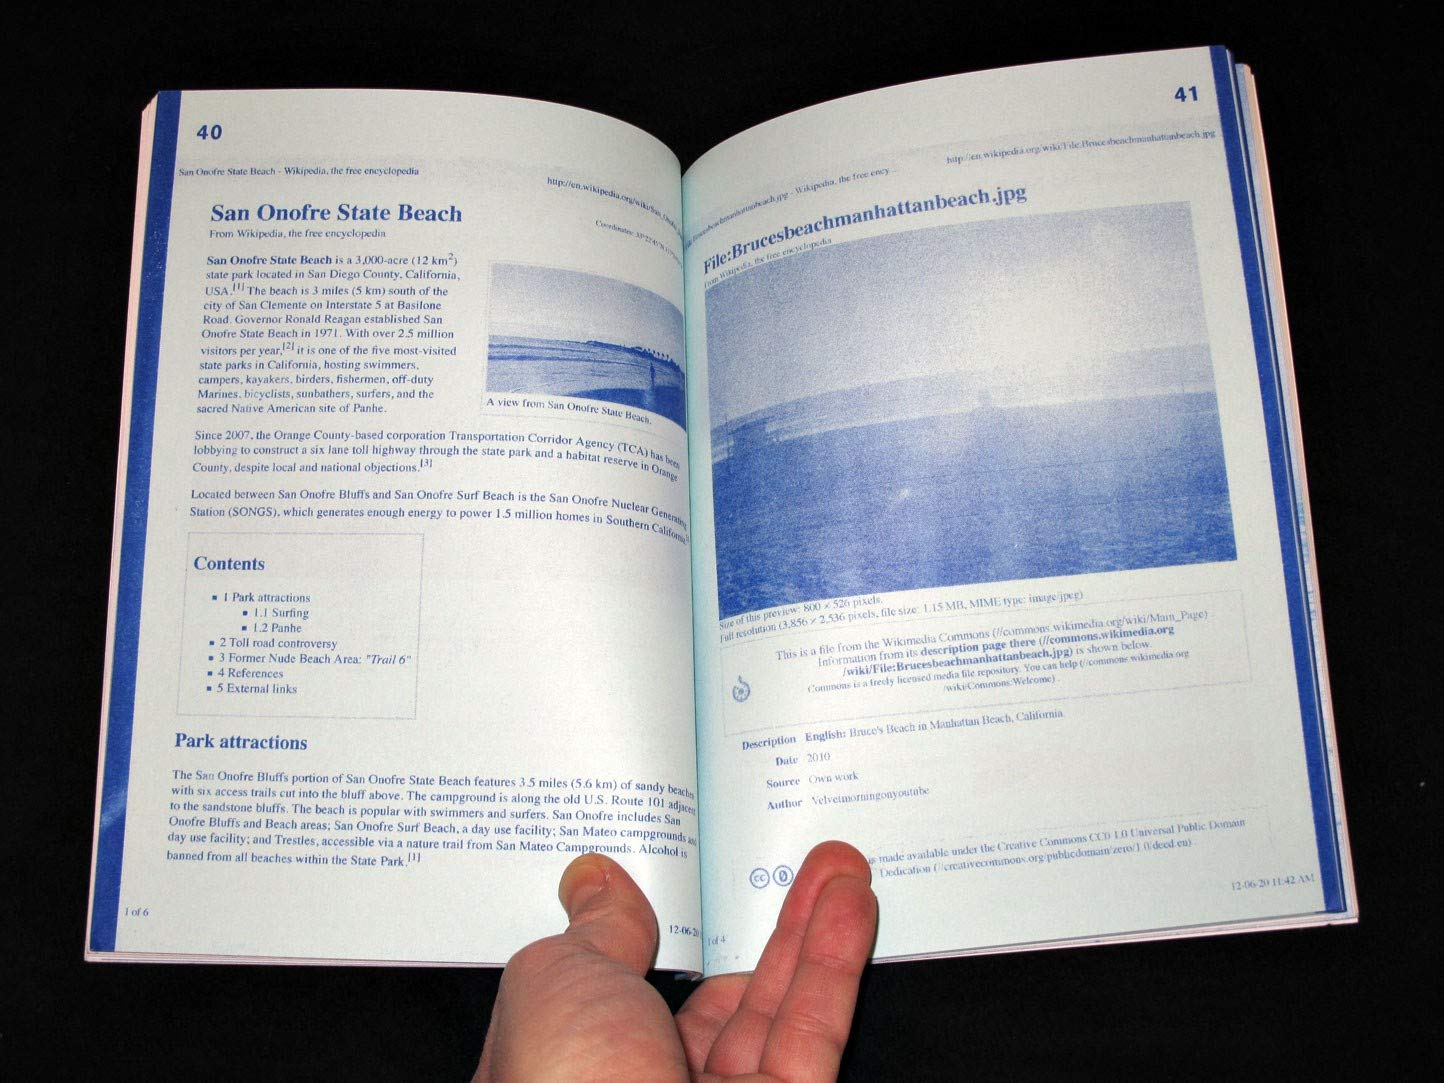 40
San Onofre State Beach - Wikipedia, the free encyclopedia
http://en.wikipedia.org/wiki/San_Onofre
San Onofre State Beach
From Wikipedia, the free encyclopedia
Coordinates:
San Onofre State Beach is a 3,000-acre (12 km2)
state park located in San Diego County, California,
USA.[1] The beach is 3 miles (5 km) south of the
city of San Clemente on Interstate 5 at Basilone
Road. Governor Ronald Reagan established San
Onofre State Beach in 1971. With over 2.5 million
visitors per year,[2] it is one of the five most-visited
state parks in California, hosting swimmers,
campers, kayakers, birders, fishermen, off-duty
Marines, bicyclists, sunbathers, surfers, and the
sacred Native American site of Panhe.
A view from San Onofre State Beach.
Since 2007, the Orange County-based corporation Transportation Corridor Agency (TCA) has been
lobbying to construct a six lane toll highway through the state park and a habitat reserve in Orange
County, despite local and national objections.[3]
Located between San Onofre Bluffs and San Onofre Surf Beach is the San Onofre Nuclear Generating
Station (SONGS), which generates enough energy to power 1.5 million homes in Southern California.
Contents
1 Park attractions
1.1 Surfing
1.2 Panhe
2 Toll road controversy
3 Former Nude Beach Area: "Trail 6"
4 References
5 External links
Park attractions
The San Onofre Bluffs portion of San Onofre State Beach features 3.5 miles (5.6 km) of sandy beaches
with six access trails cut into the bluff above. The campground is along the old U.S. Route 101 adjacent
to the sandstone bluffs. The beach is popular with swimmers and surfers. San Onofre includes San
Onofre Bluffs and Beach areas; San Onofre Surf Beach, a day use facility; San Mateo campgrounds and
day use facility; and Trestles, accessible via a nature trail from San Mateo Campgrounds. Alcohol is
banned from all beaches within the State Park.[1]
1 of 6
12-06-20
41
File:Brucesbeachmanhattanbeach.jpg - Wikipedia, the free ency...
http://en.wikipedia.org/wiki/File:Brucesbeachmanhattanbeach.jpg
File:Brucesbeachmanhattanbeach.jpg
From Wikipedia, the free encyclopedia
Size of this preview: 800 × 526 pixels.
Full resolution (3,856 × 2,536 pixels, file size: 1.15 MB, MIME type: image/jpeg)
This is a file from the Wikimedia Commons (//commons.wikimedia.org/wiki/Main_Page) .
Information from its description page there (//commons.wikimedia.org
/wiki/File:Brucesbeachmanhattanbeach.jpg) is shown below.
Commons is a freely licensed media file repository. You can help (//commons.wikimedia.org
/wiki/Commons:Welcome) .
Description English: Bruce's Beach in Manhattan Beach, California.
Date 2010
Source Own work
Author Velvetmorningonyoutube
cc 0
is made available under the Creative Commons CC0 1.0 Universal Public Domain
Dedication (//creativecommons.org/publicdomain/zero/1.0/deed.en) .
1 of 4
12-06-20 11:42 AM